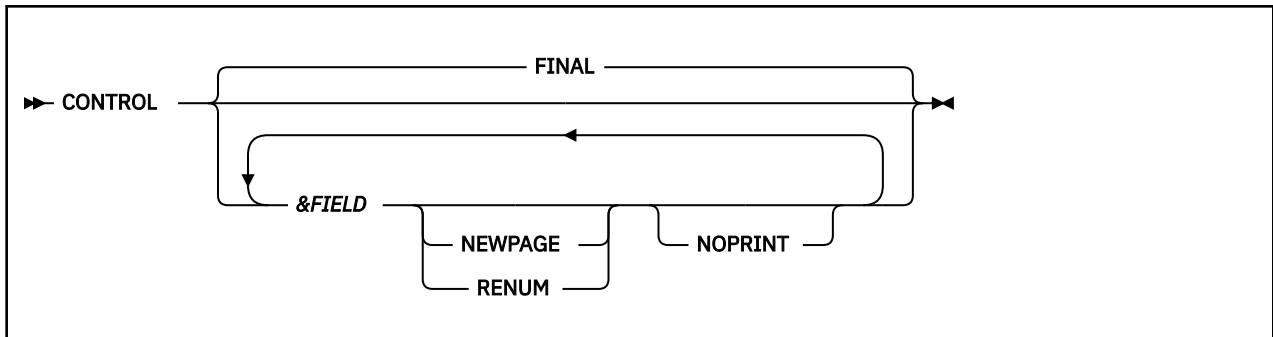 FINAL
CONTROL
&FIELD
NEWPAGE NOPRINT
RENUM